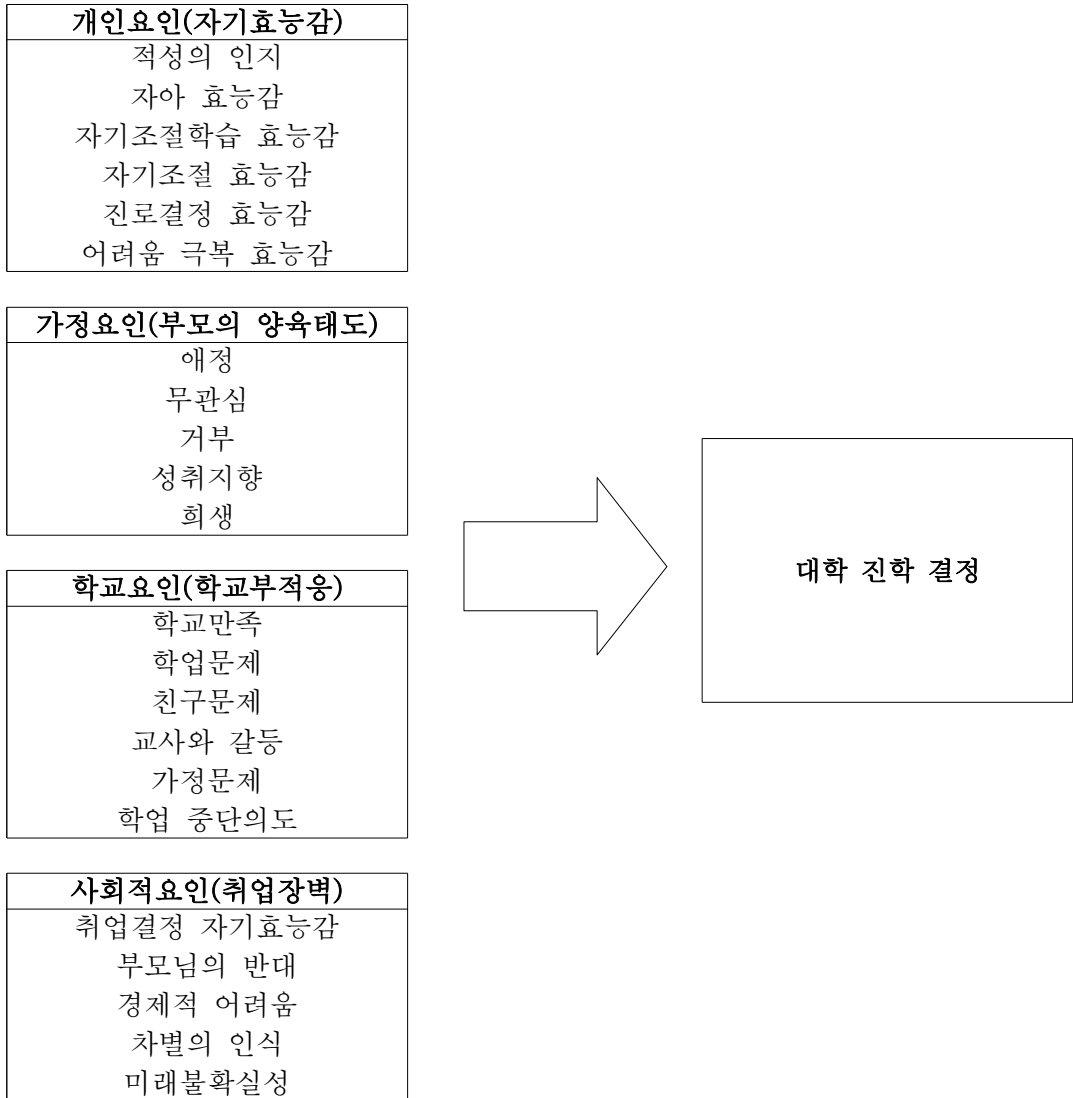 개인요인(자기효능감)
적성의 인지
자아 효능감
자기조절학습 효능감
자기조절 효능감
진로결정 효능감
어려움 극복 효능감
가정요인(부모의 양육태도)
애정
무관심
거부
성취지향
희생
학교요인(학교부적응)
학교만족
학업문제
친구문제
교사와 갈등
가정문제
학업 중단의도
사회적요인(취업장벽)
취업결정 자기효능감
부모님의 반대
경제적 어려움
차별의 인식
미래불확실성
대학 진학 결정